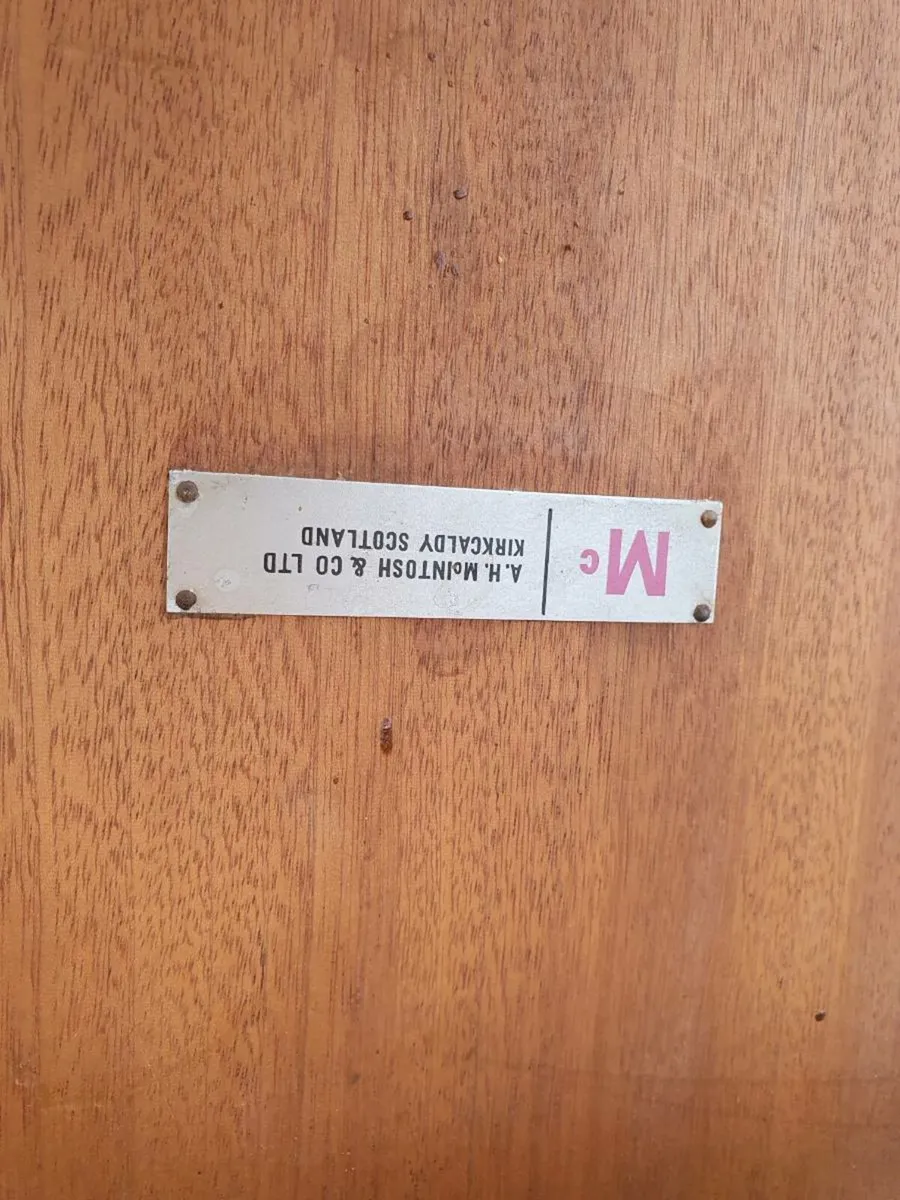 Mc
A.H. McINTOSH & CO LTD
KIRKCALDY SCOTLAND